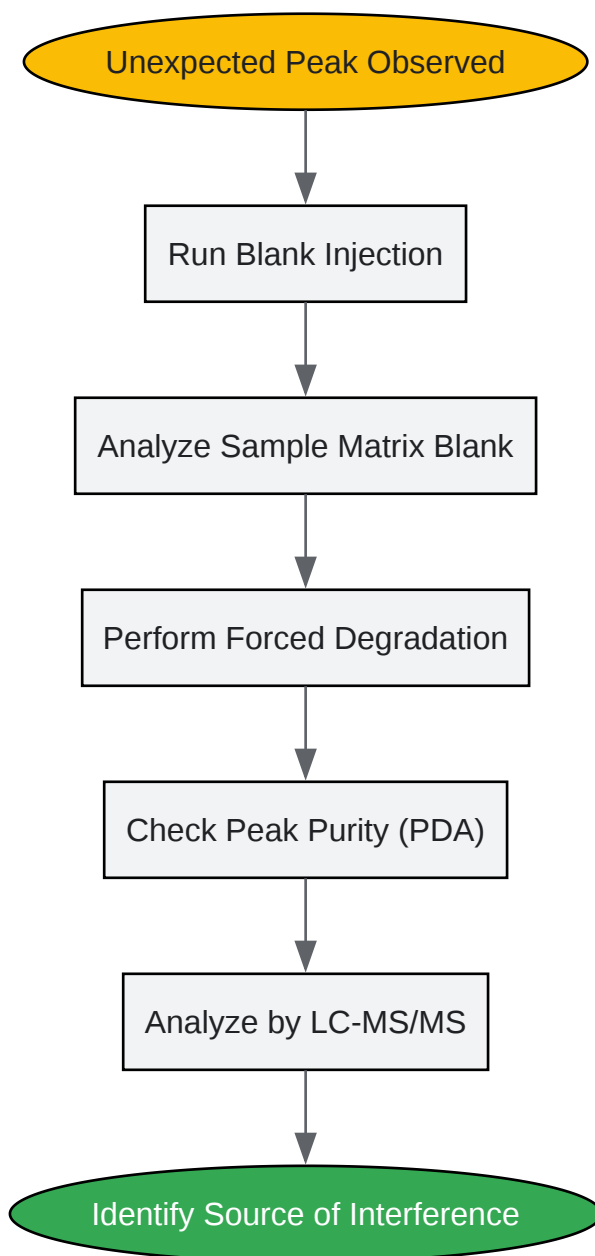 Unexpected Peak Observed
Run Blank Injection
Analyze Sample Matrix Blank
Perform Forced Degradation
Check Peak Purity (PDA)
Analyze by LC-MS/MS
Identify Source of Interference